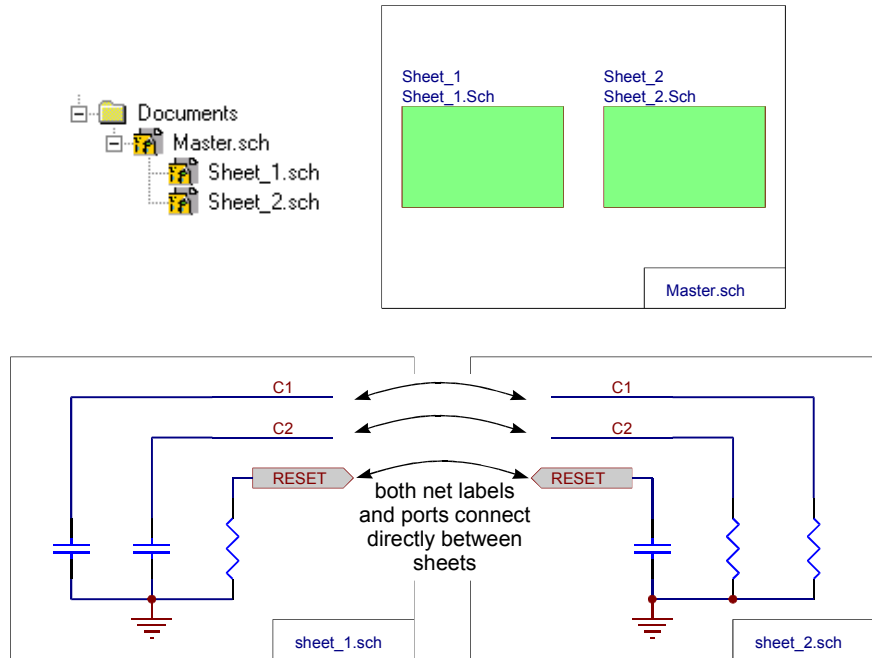 Documents
Master.sch
Sheet_1.sch
Sheet_2.sch
Sheet_1
Sheet_1.Sch
Sheet_2
Sheet_2.Sch
Master.sch
C1
C2
RESET
C1
C2
RESET
both net labels
and ports connect
directly between
sheets
sheet_1.sch
sheet_2.sch